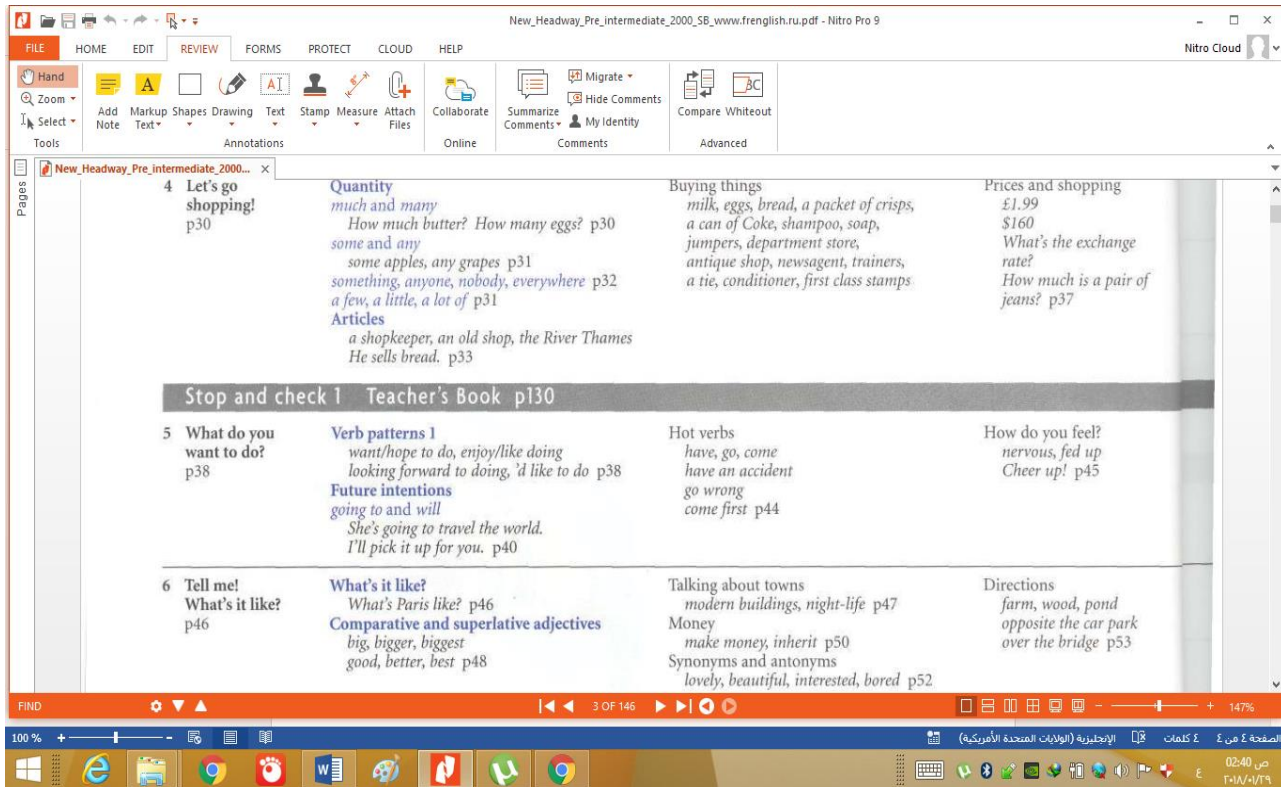 New_Headway_Pre_intermediate_2000_SB_www.frenglish.ru.pdf - Nitro Pro 9
FILE HOME EDIT REVIEW FORMS PROTECT CLOUD HELP Nitro Cloud
Hand
Zoom
Select
Tools
Add Note
Markup Text
Shapes
Drawing
Text
Stamp
Measure
Attach Files
Annotations
Collaborate
Online
Summarize Comments
Migrate
Hide Comments
My Identity
Comments
Compare
Whiteout
Advanced
New_Headway_Pre_intermediate_2000...
Pages
4 Let's go
shopping!
p30
Quantity
much and many
How much butter? How many eggs? p30
some and any
some apples, any grapes p31
something, anyone, nobody, everywhere p32
a few, a little, a lot of p31
Articles
a shopkeeper, an old shop, the River Thames
He sells bread. p33
Buying things
milk, eggs, bread, a packet of crisps,
a can of Coke, shampoo, soap,
jumpers, department store,
antique shop, newsagent, trainers,
a tie, conditioner, first class stamps
Prices and shopping
£1.99
$160
What's the exchange
rate?
How much is a pair of
jeans? p37
Stop and check 1 Teacher's Book p130
5 What do you
want to do?
p38
Verb patterns 1
want/hope to do, enjoy/like doing
looking forward to doing, 'd like to do p38
Future intentions
going to and will
She's going to travel the world.
I'll pick it up for you. p40
Hot verbs
have, go, come
have an accident
go wrong
come first p44
How do you feel?
nervous, fed up
Cheer up! p45
6 Tell me!
What's it like?
p46
What's it like?
What's Paris like? p46
Comparative and superlative adjectives
big, bigger, biggest
good, better, best p48
Talking about towns
modern buildings, night-life p47
Money
make money, inherit p50
Synonyms and antonyms
lovely, beautiful, interested, bored p52
Directions
farm, wood, pond
opposite the car park
over the bridge p53
FIND 3 OF 146 147%
100 % الصفحة ٤ من ٤ ٤ كلمات الإنجليزية (الولايات المتحدة الأمريكية)
ع 02:40 ص
٢٠١٨/٠١/٢٩